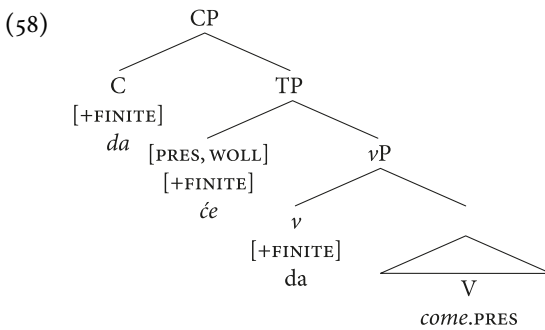 (58)
CP
C
TP
[+FINITE]
da
[PRES, WOLL]
vP
[+FINITE]
će
v
[+FINITE]
da
V
come.PRES